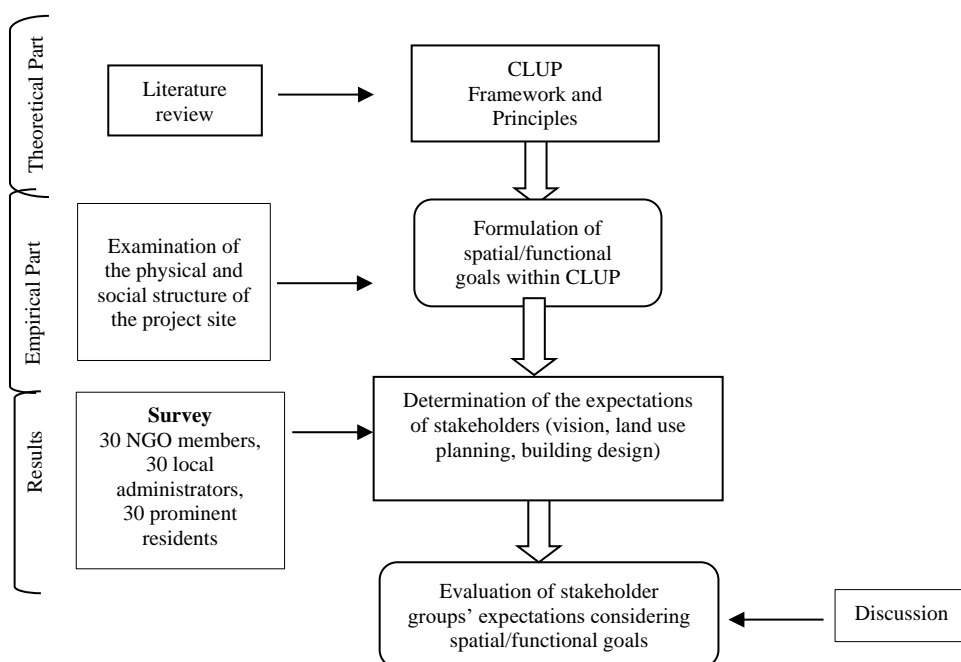 Theoretical Part
Literature
review
CLUP
Framework and
Principles
Empirical Part
Examination of
the physical and
social structure of
the project site
Formulation of
spatial/functional
goals within CLUP
Results
Survey
30 NGO members,
30 local
administrators,
30 prominent
residents
Determination of the expectations
of stakeholders (vision, land use
planning, building design)
Evaluation of stakeholder
groups’ expectations considering
spatial/functional goals
Discussion